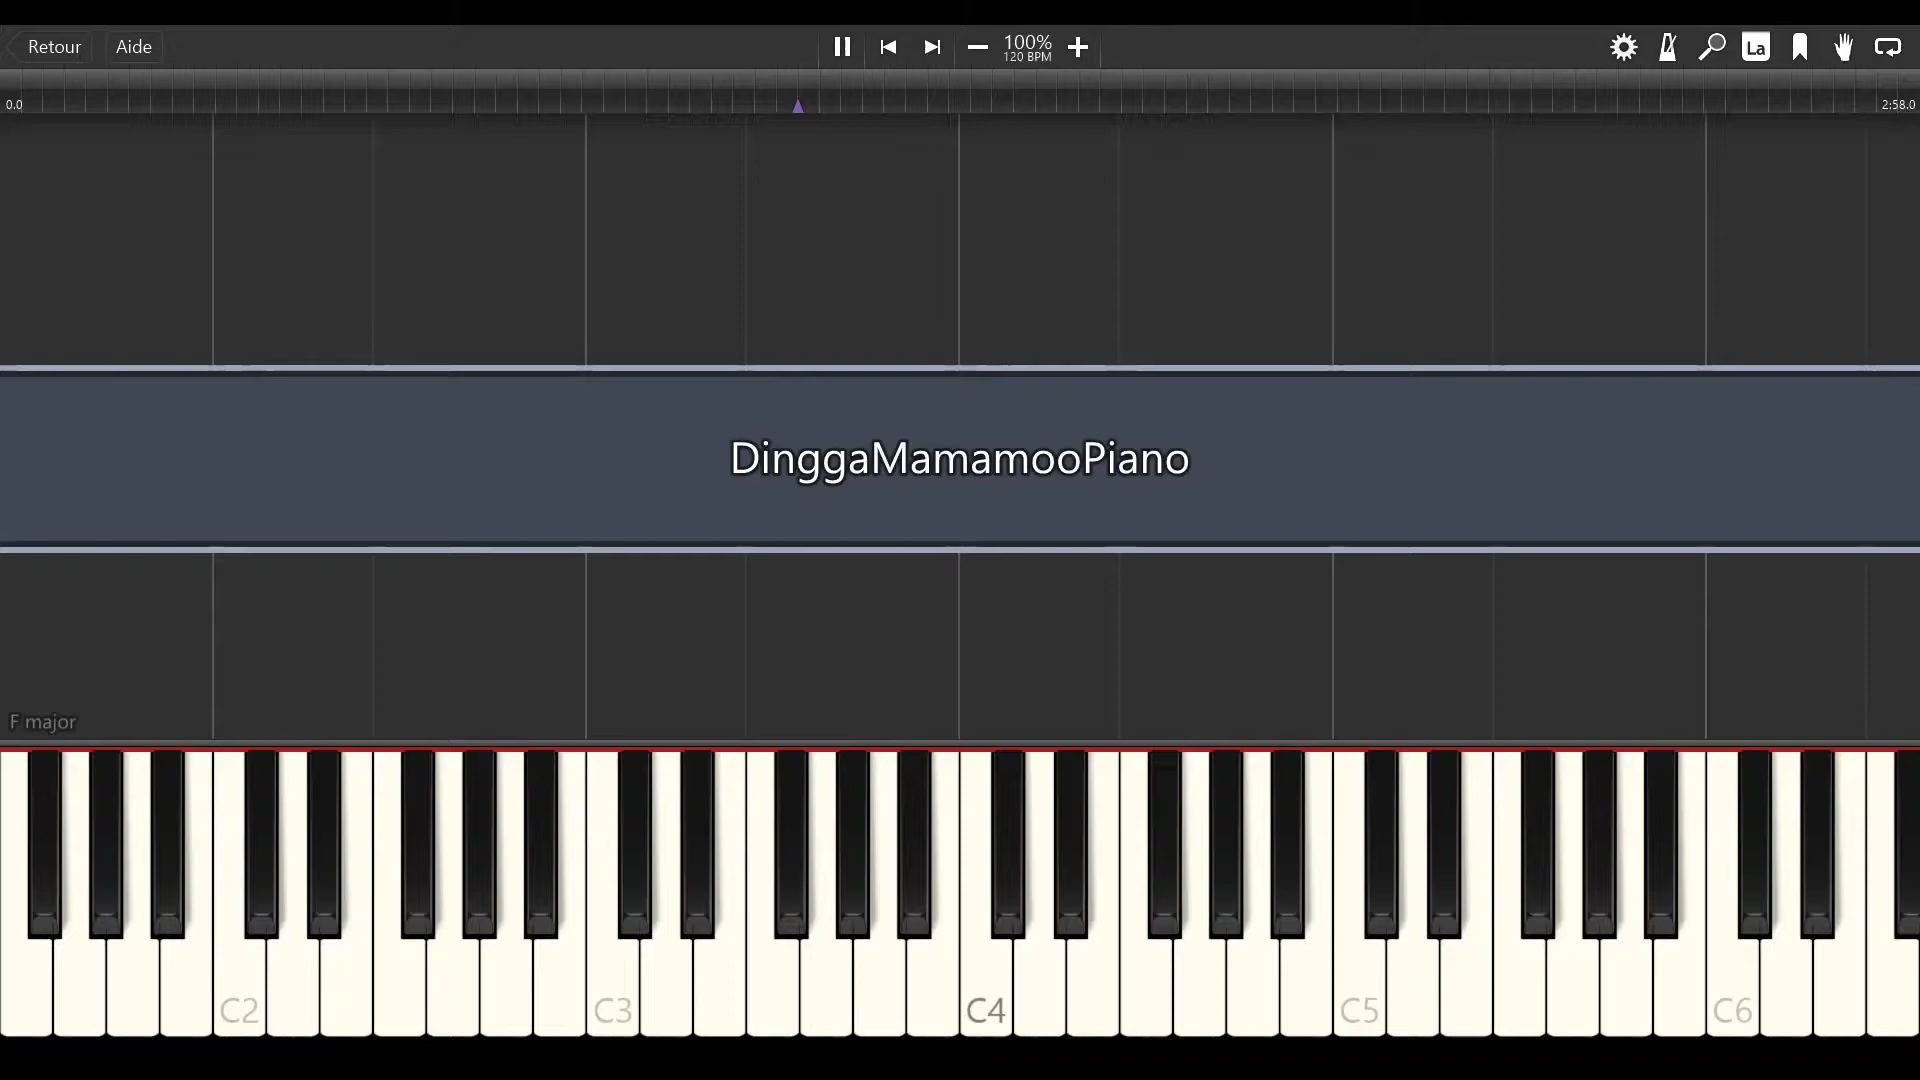 Retour
Aide
100%
120 BPM
La
0.0
2:58.0
DinggaMamamooPiano
F major
C2
C3
C4
C5
C6